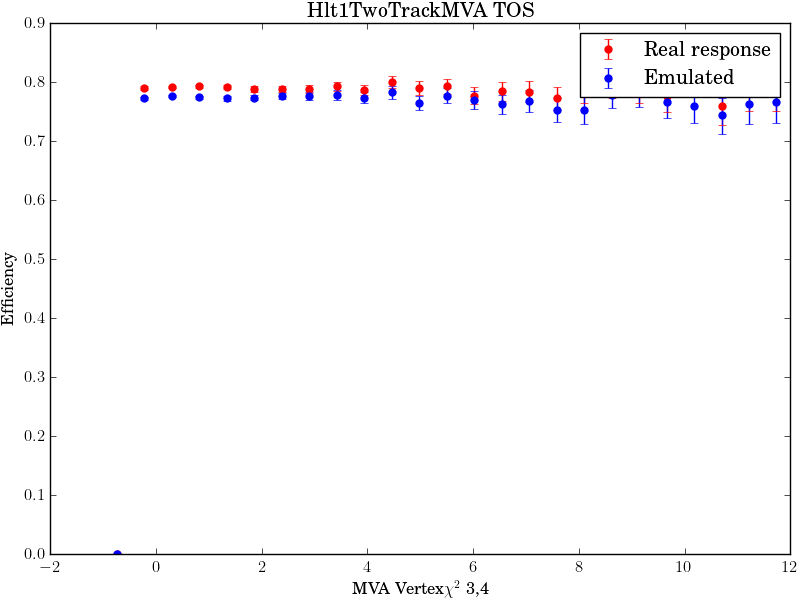 Hlt1TwoTrackMVA TOS
Real response
Emulated
Efficiency
0.9
0.8
0.7
0.6
0.5
0.4
0.3
0.2
0.1
0.0
−2 0 2 4 6 8 10 12
MVA Vertexχ² 3,4